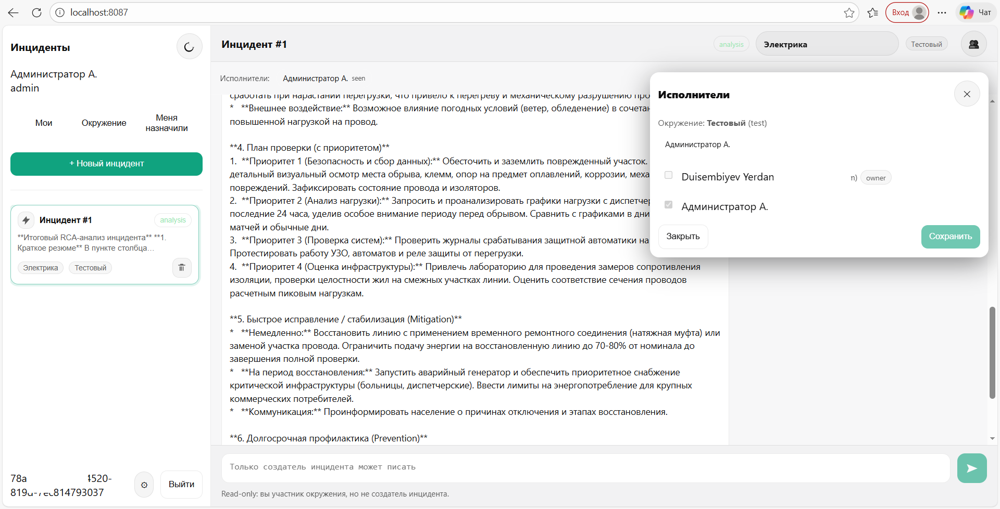 localhost:8087
Вход
Чат
Инциденты
Администратор А.
admin
Мои
Окружение
Меня
назначили
+ Новый инцидент
Инцидент #1
analysis
**Итоговый RCA-анализ инцидента** **1.
Краткое резюме** В пункте столбца...
Электрика
Тестовый
78a 4520-
819d-7ec814793037
Выйти
Инцидент #1
analysis
Электрика
Тестовый
Исполнители: Администратор А. seen
сработать при нарастании перегрузки, что привело к перегреву и механическому разрушению про
* **Внешнее воздействие:** Возможное влияние погодных условий (ветер, обледенение) в сочетан
повышенной нагрузкой на провод.
**4. План проверки (с приоритетом)**
1. **Приоритет 1 (Безопасность и сбор данных):** Обесточить и заземлить поврежденный участок.
детальный визуальный осмотр места обрыва, клемм, опор на предмет оплавлений, коррозии, меха
повреждений. Зафиксировать состояние провода и изоляторов.
2. **Приоритет 2 (Анализ нагрузки):** Запросить и проанализировать графики нагрузки с диспетчер
последние 24 часа, уделив особое внимание периоду перед обрывом. Сравнить с графиками в дни
матчей и обычные дни.
3. **Приоритет 3 (Проверка систем):** Проверить журналы срабатывания защитной автоматики на
Протестировать работу УЗО, автоматов и реле защиты от перегрузки.
4. **Приоритет 4 (Оценка инфраструктуры):** Привлечь лабораторию для проведения замеров сопротивления
изоляции, проверки целостности жил на смежных участках линии. Оценить соответствие сечения проводов
расчетным пиковым нагрузкам.
**5. Быстрое исправление / стабилизация (Mitigation)**
* **Немедленно:** Восстановить линию с применением временного ремонтного соединения (натяжная муфта) или
заменой участка провода. Ограничить подачу энергии на восстановленную линию до 70-80% от номинала до
завершения полной проверки.
* **На период восстановления:** Запустить аварийный генератор и обеспечить приоритетное снабжение
критической инфраструктуры (больницы, диспетчерские). Ввести лимиты на энергопотребление для крупных
коммерческих потребителей.
* **Коммуникация:** Проинформировать население о причинах отключения и этапах восстановления.
**6. Долгосрочная профилактика (Prevention)**
Только создатель инцидента может писать
Read-only: вы участник окружения, но не создатель инцидента.
Исполнители
Окружение: Тестовый (test)
Администратор А.
Duisembiyev Yerdan
owner
Администратор А.
Закрыть
Сохранить